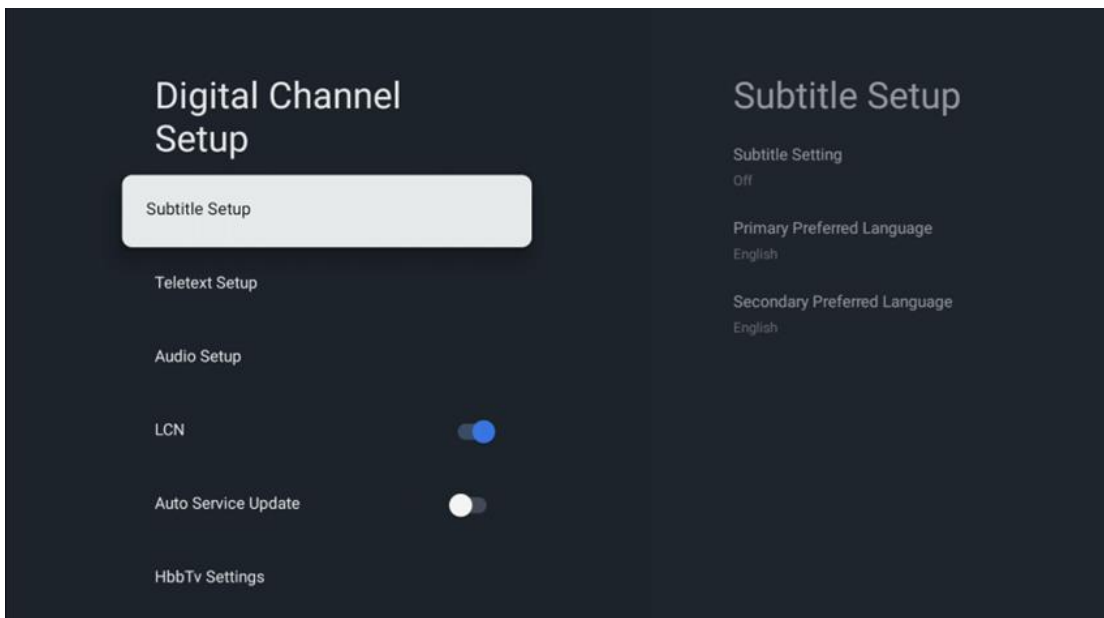 Digital Channel
Setup
Subtitle Setup
Teletext Setup
Audio Setup
LCN
Auto Service Update
HbbTv Settings
Subtitle Setup
Subtitle Setting
Off
Primary Preferred Language
English
Secondary Preferred Language
English